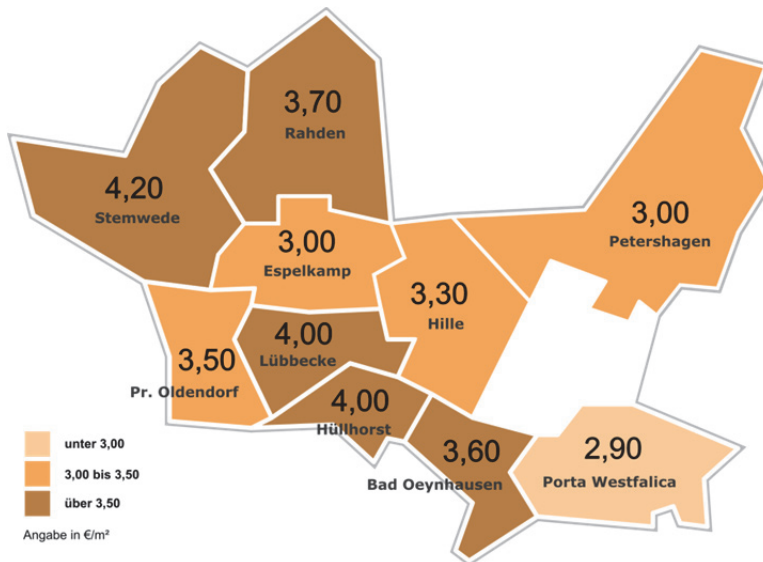 3,70
Rahden
4,20
Stemwede
3,00
Petershagen
3,00
Espelkamp
3,30
Hille
4,00
Lübbecke
3,50
Pr. Oldendorf
4,00
Hüllhorst
3,60
Bad Oeynhausen
2,90
Porta Westfalica
unter 3,00
3,00 bis 3,50
über 3,50
Angabe in €/m²